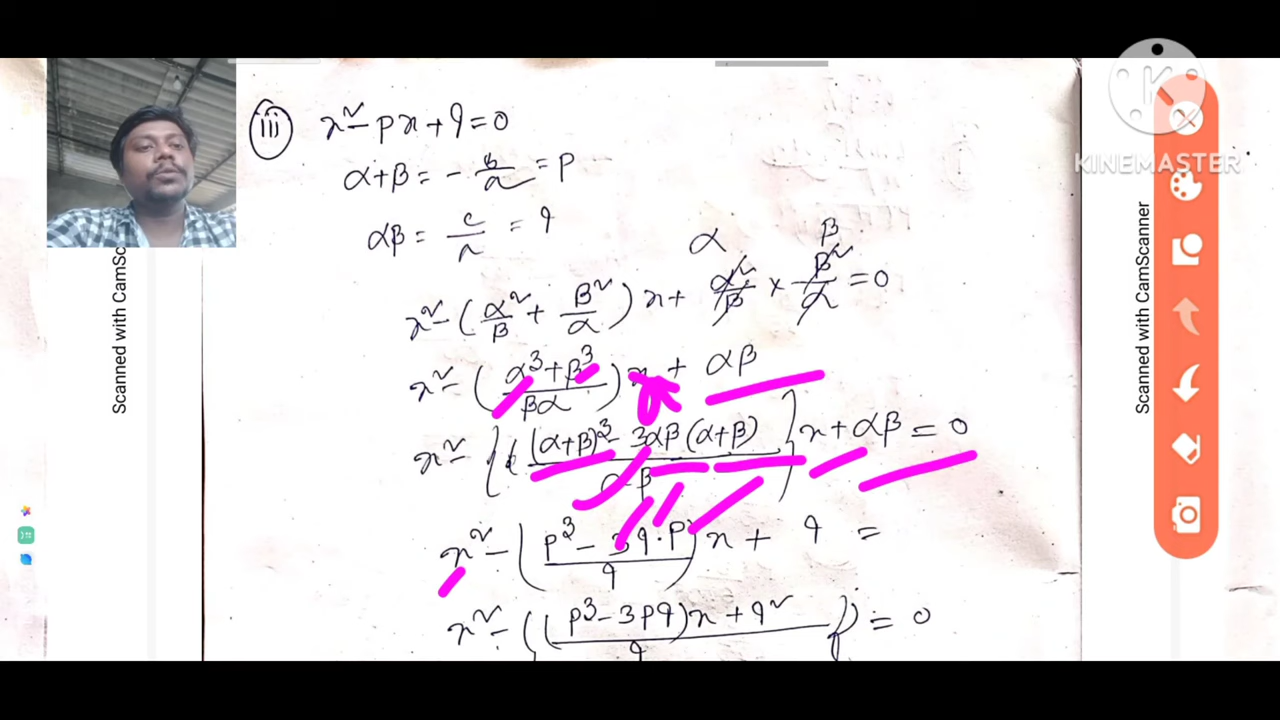 (iii) x² - px + q = 0
α+β = - b/a = p
αβ = c/a = q
α β
x² - (α²/β + β²/α) x + α²/β × β²/α = 0
x² - (α³+β³/βα) x + αβ
x² - {(α+β)³ - 3αβ(α+β)/αβ} x + αβ = 0
x² - (p³ - 3q·p/q) x + q =
x² - ((p³-3pq)x + q²/q) = 0
KINEMASTER
Scanned with CamSc
Scanned with CamScanner